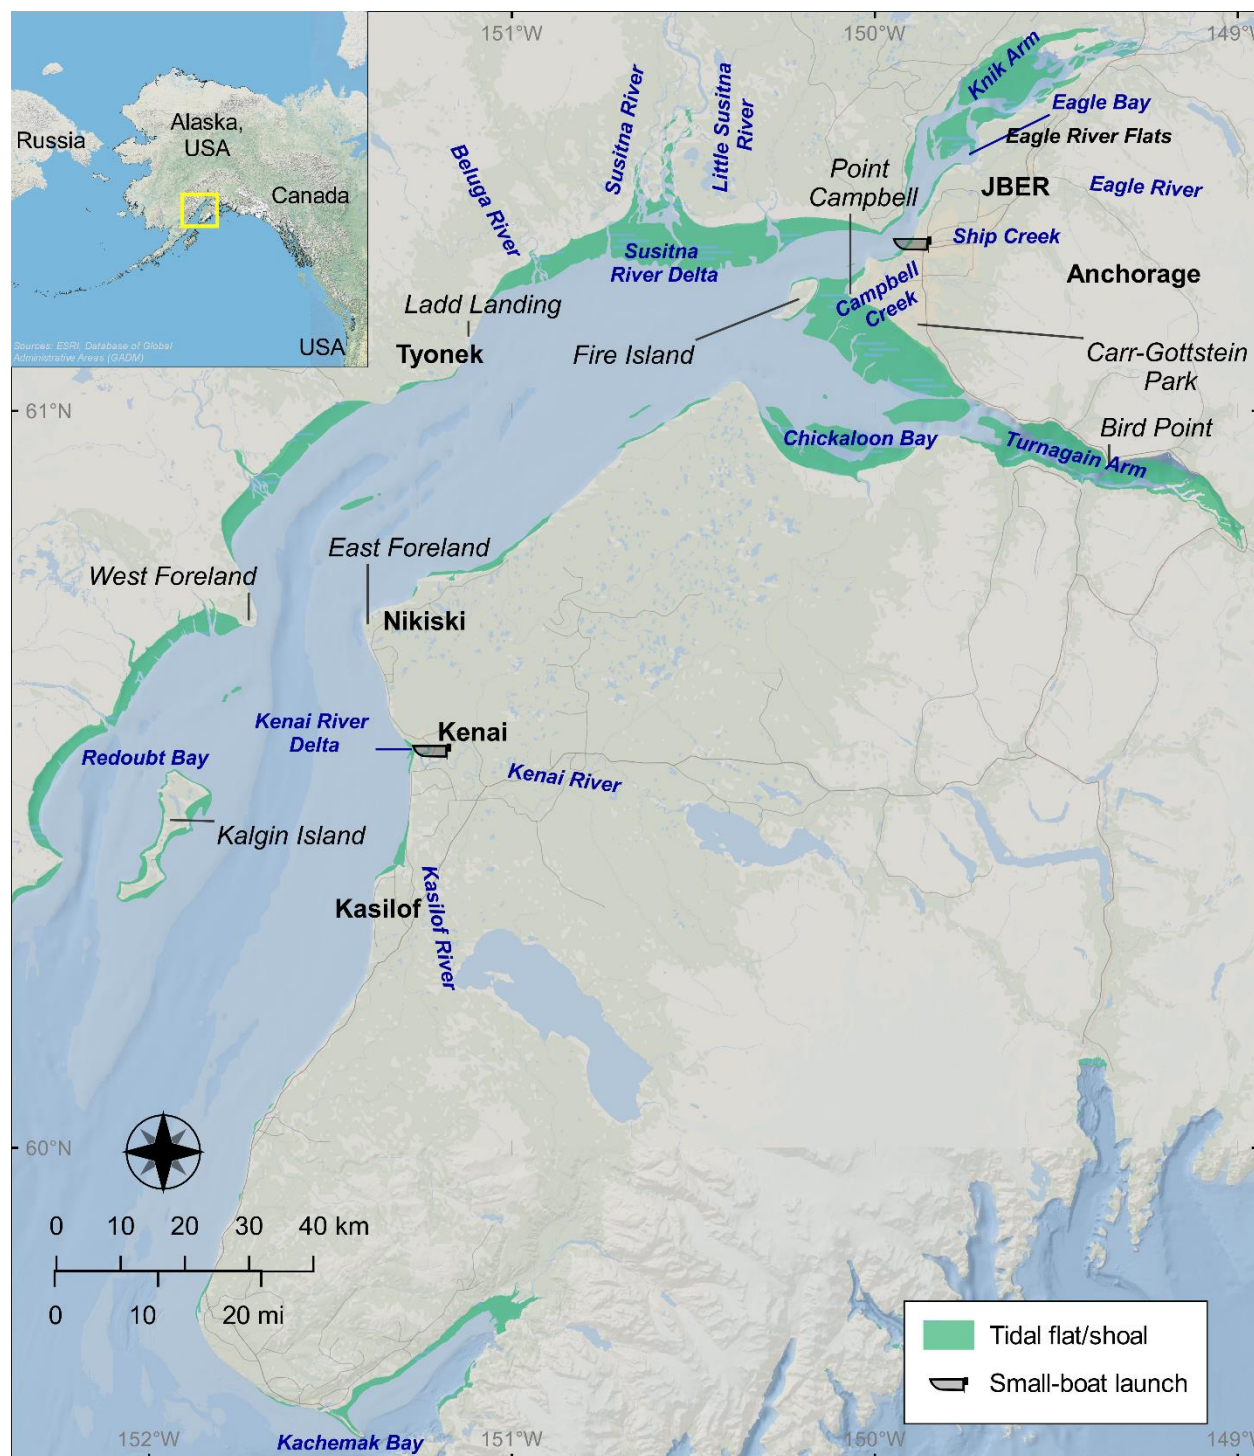 151°W
150°W
149°W
Russia
Alaska,
USA
Canada
USA
Sources: ESRI, Database of Global
Administrative Areas (GADM)
Knik Arm
Eagle Bay
Eagle River Flats
JBER
Eagle River
Susitna River
Little Susitna
River
Beluga River
Point
Campbell
Ship Creek
Susitna
River Delta
Anchorage
Campbell
Creek
Ladd Landing
Tyonek
Fire Island
Carr-Gottstein
Park
61°N
Bird Point
Chickaloon Bay
Turnagain Arm
East Foreland
West Foreland
Nikiski
Kenai River
Delta
Kenai
Redoubt Bay
Kenai River
Kalgin Island
Kasilof
Kasilof River
60°N
0 10 20 30 40 km
0 10 20 mi
Tidal flat/shoal
Small-boat launch
Kachemak Bay
152°W
151°W
150°W
149°W